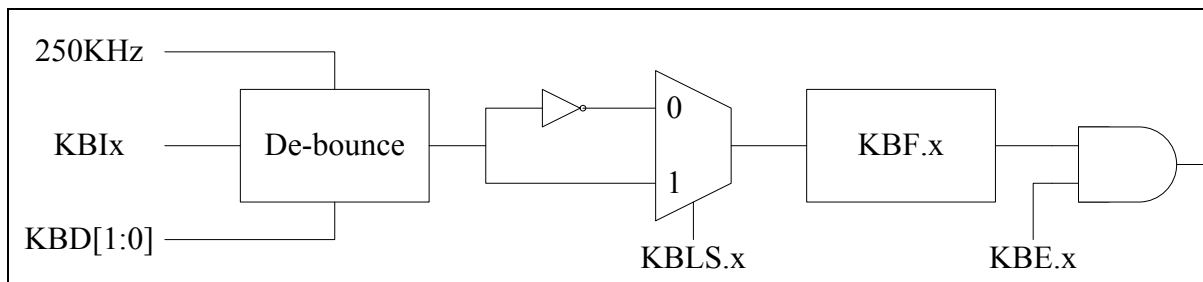 250KHz
KBIx
De-bounce
KBD[1:0]
0
1
KBLS.x
KBF.x
KBE.x